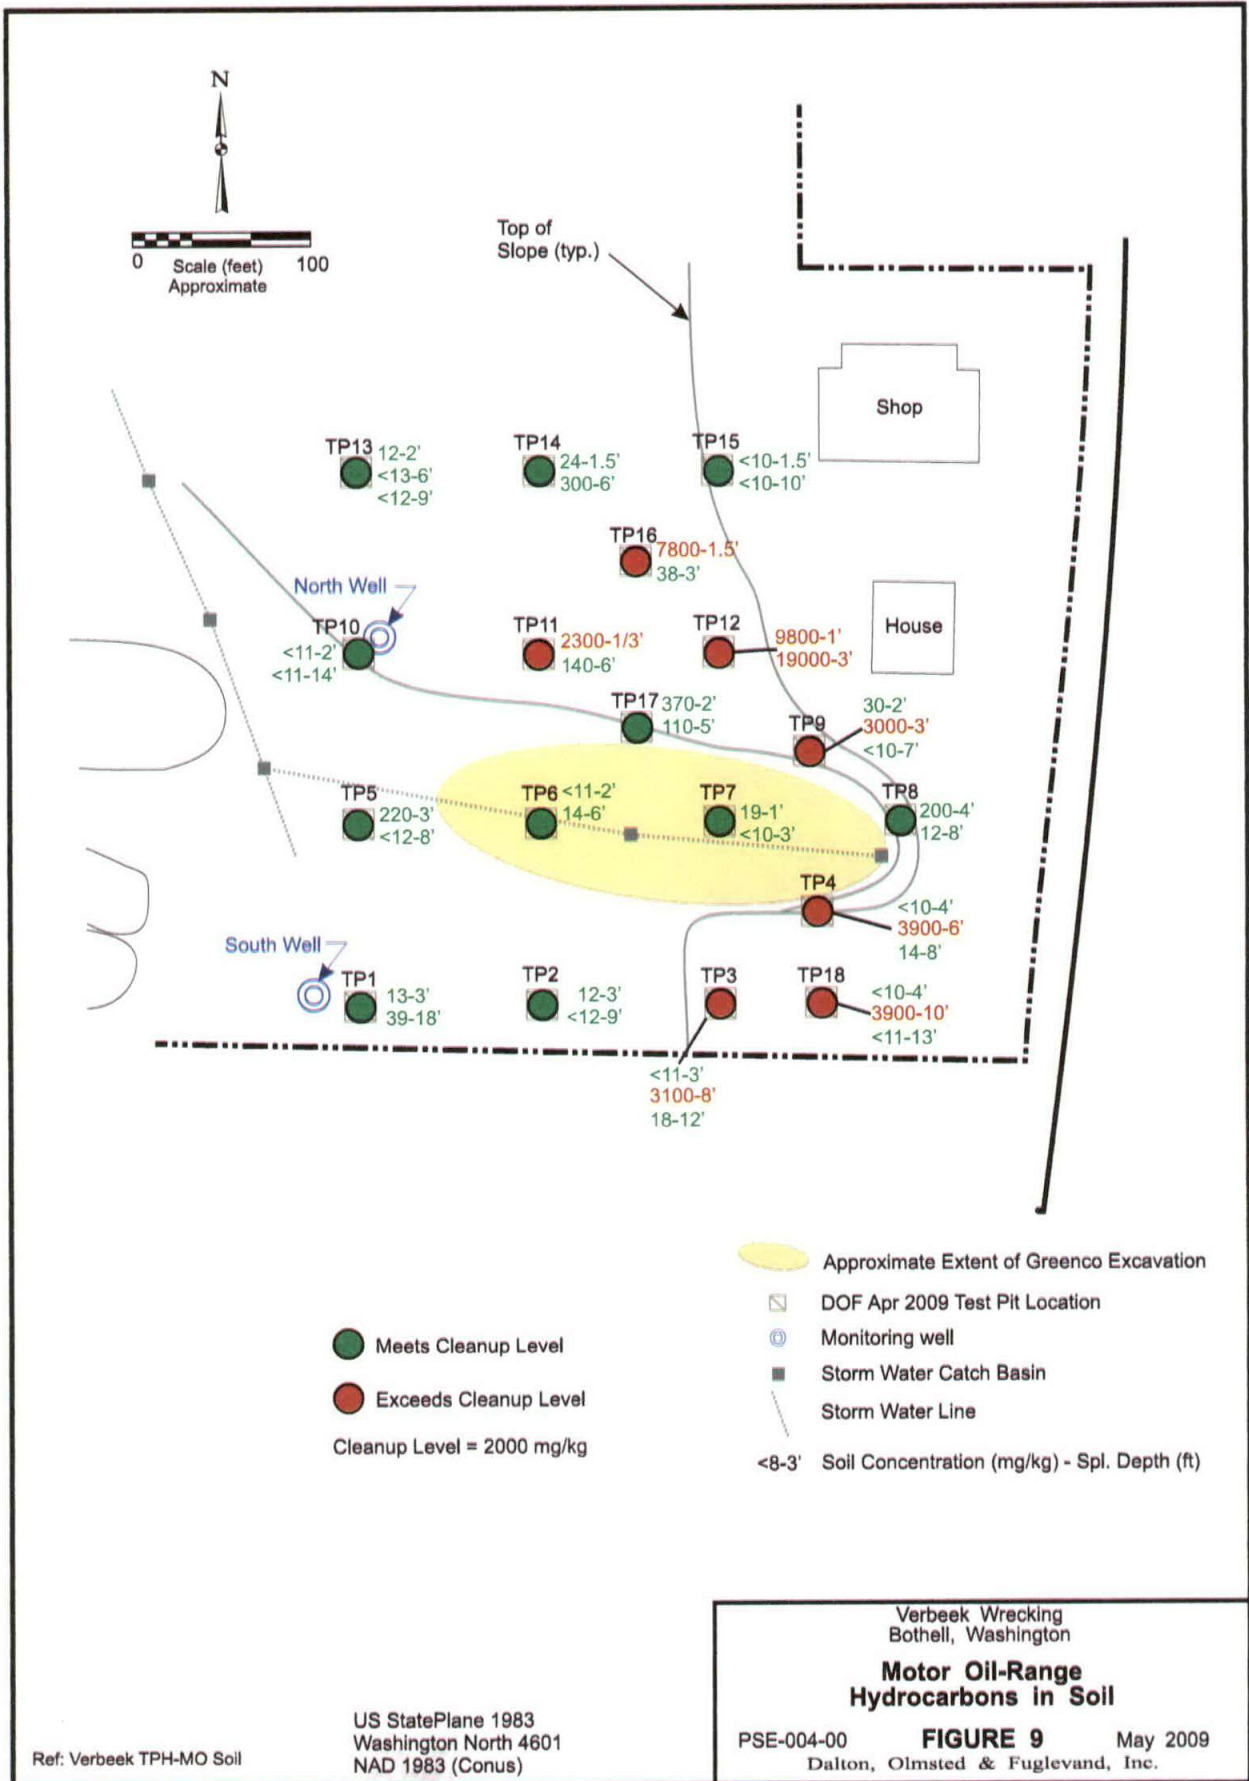 N
0 Scale (feet) 100
Approximate
Top of
Slope (typ.)
Shop
TP13
12-2'
<13-6'
<12-9'
TP14
24-1.5'
300-6'
TP15
<10-1.5'
<10-10'
TP16
7800-1.5'
38-3'
North Well
TP10
<11-2'
<11-14'
TP11
2300-1/3'
140-6'
TP12
9800-1'
19000-3'
House
TP17
370-2'
110-5'
TP9
30-2'
3000-3'
<10-7'
TP5
220-3'
<12-8'
TP6
<11-2'
14-6'
TP7
19-1'
<10-3'
TP8
200-4'
12-8'
TP4
<10-4'
3900-6'
14-8'
South Well
TP1
13-3'
39-18'
TP2
12-3'
<12-9'
TP3
<11-3'
3100-8'
18-12'
TP18
<10-4'
3900-10'
<11-13'
Approximate Extent of Greenco Excavation
DOF Apr 2009 Test Pit Location
Monitoring well
Storm Water Catch Basin
Storm Water Line
<8-3' Soil Concentration (mg/kg) - Spl. Depth (ft)
Meets Cleanup Level
Exceeds Cleanup Level
Cleanup Level = 2000 mg/kg
Ref: Verbeek TPH-MO Soil
US StatePlane 1983
Washington North 4601
NAD 1983 (Conus)
Verbeek Wrecking
Bothell, Washington
Motor Oil-Range
Hydrocarbons in Soil
PSE-004-00 FIGURE 9 May 2009
Dalton, Olmsted & Fuglevand, Inc.